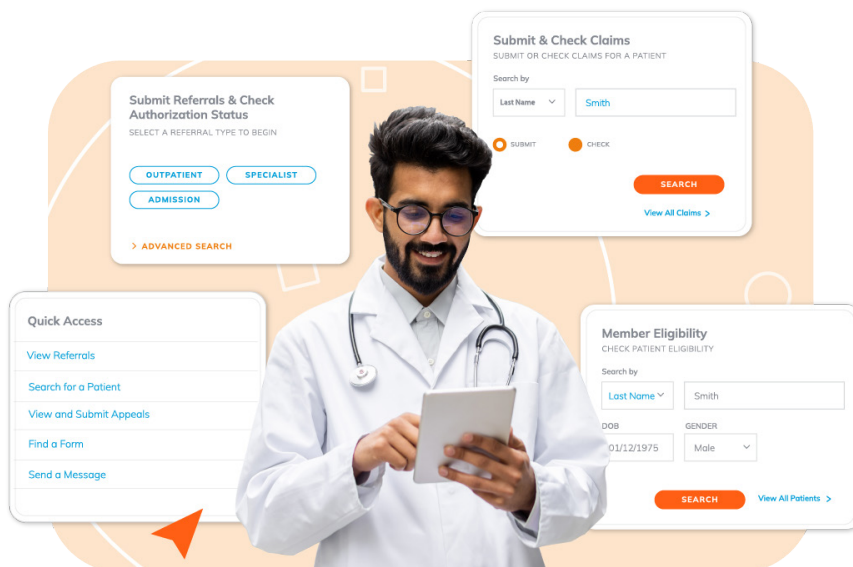 Submit & Check Claims
SUBMIT OR CHECK CLAIMS FOR A PATIENT
Search by
Last Name
Smith
SUBMIT
CHECK
SEARCH
View All Claims >
Submit Referrals & Check
Authorization Status
SELECT A REFERRAL TYPE TO BEGIN
OUTPATIENT
SPECIALIST
ADMISSION
> ADVANCED SEARCH
Quick Access
View Referrals
Search for a Patient
View and Submit Appeals
Find a Form
Send a Message
Member Eligibility
CHECK PATIENT ELIGIBILITY
Search by
Last Name
Smith
DOB
GENDER
01/12/1975
Male
SEARCH
View All Patients >